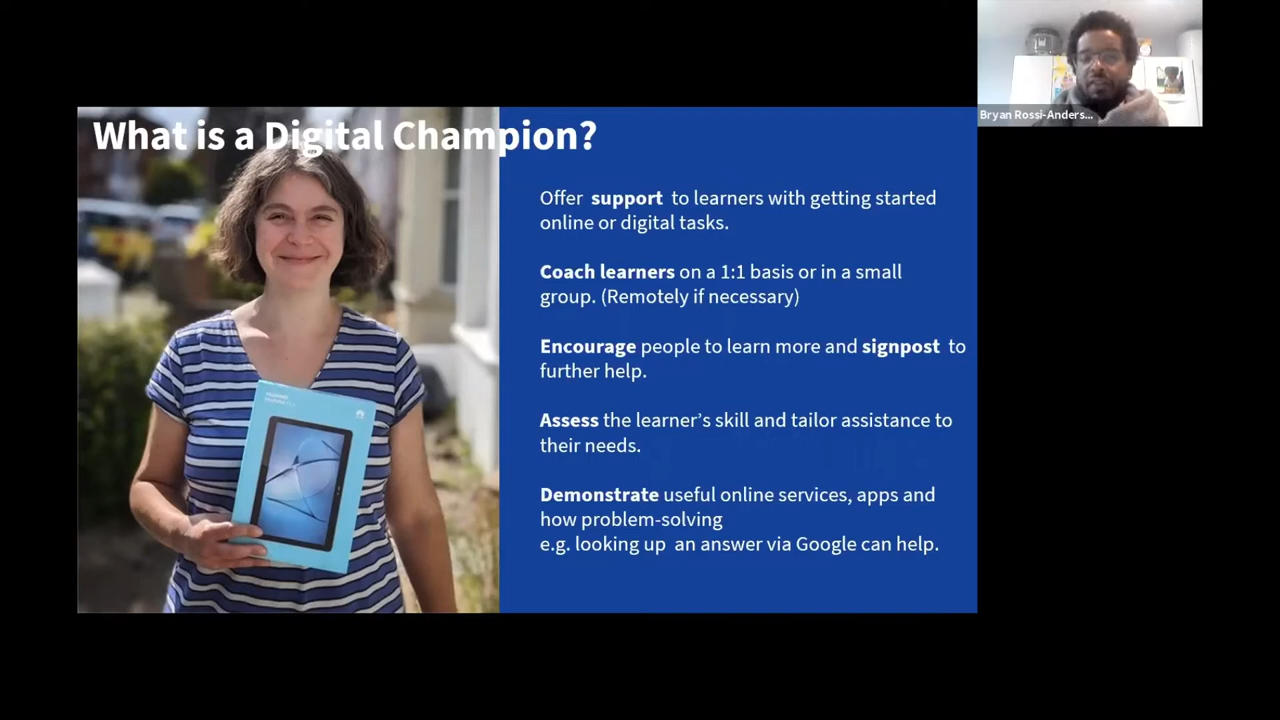 What is a Digital Champion?
Offer support to learners with getting started
online or digital tasks.
Coach learners on a 1:1 basis or in a small
group. (Remotely if necessary)
Encourage people to learn more and signpost to
further help.
Assess the learner's skill and tailor assistance to
their needs.
Demonstrate useful online services, apps and
how problem-solving
e.g. looking up an answer via Google can help.
Bryan Rossi-Anders...